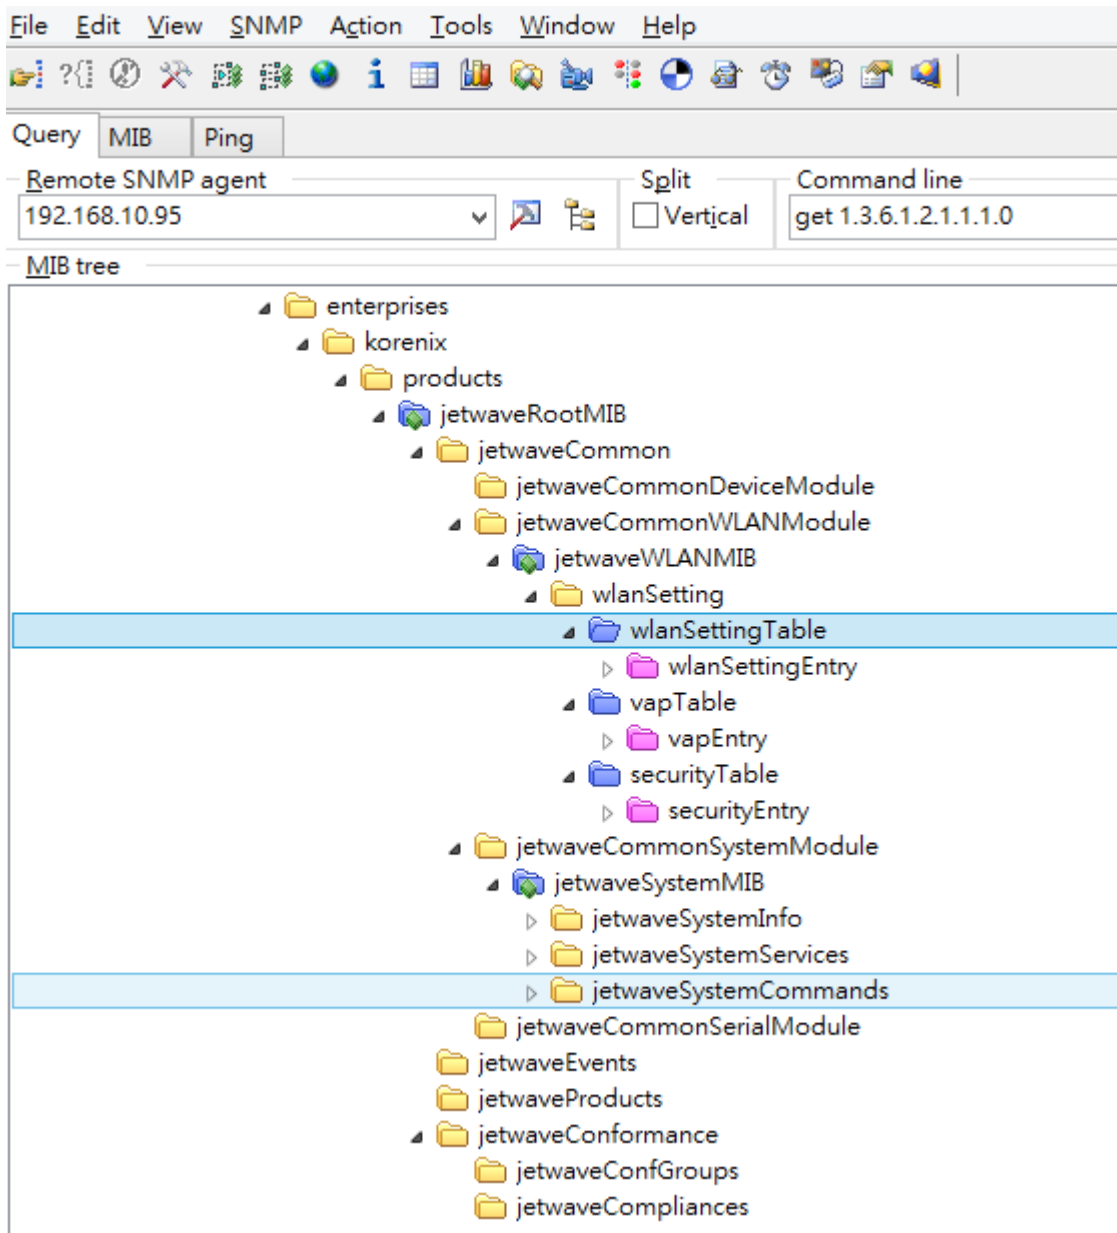 File Edit View SNMP Action Tools Window Help
Query MIB Ping
Remote SNMP agent Split Command line
192.168.10.95 Vertical get 1.3.6.1.2.1.1.1.0
MIB tree
enterprises
korenix
products
jetwaveRootMIB
jetwaveCommon
jetwaveCommonDeviceModule
jetwaveCommonWLANModule
jetwaveWLANMIB
wlanSetting
wlanSettingTable
wlanSettingEntry
vapTable
vapEntry
securityTable
securityEntry
jetwaveCommonSystemModule
jetwaveSystemMIB
jetwaveSystemInfo
jetwaveSystemServices
jetwaveSystemCommands
jetwaveCommonSerialModule
jetwaveEvents
jetwaveProducts
jetwaveConformance
jetwaveConfGroups
jetwaveCompliances